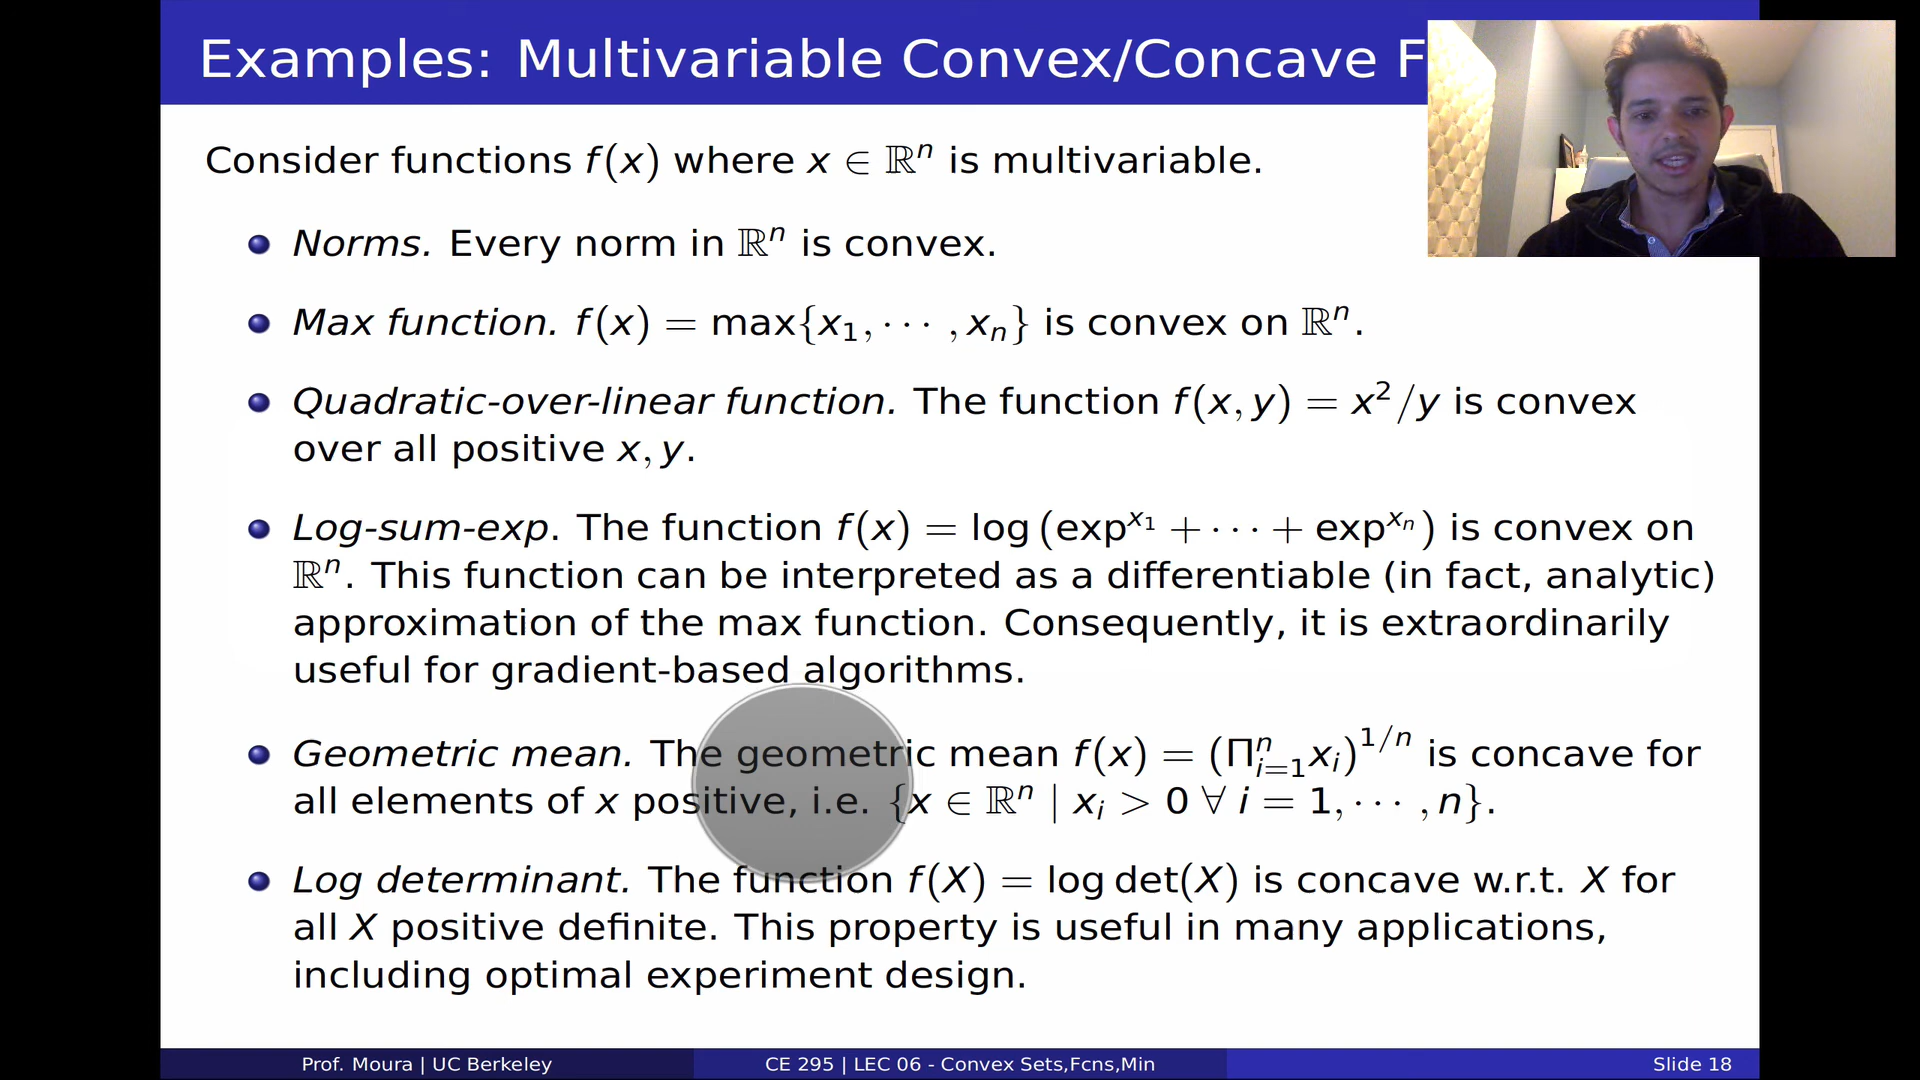 Examples: Multivariable Convex/Concave F
Consider functions f(x) where x ∈ ℝⁿ is multivariable.
Norms. Every norm in ℝⁿ is convex.
Max function. f(x) = max{x₁, ⋯ , xₙ} is convex on ℝⁿ.
Quadratic-over-linear function. The function f(x, y) = x²/y is convex
over all positive x, y.
Log-sum-exp. The function f(x) = log (exp^{x₁} + ⋯ + exp^{xₙ}) is convex on
ℝⁿ. This function can be interpreted as a differentiable (in fact, analytic)
approximation of the max function. Consequently, it is extraordinarily
useful for gradient-based algorithms.
Geometric mean. The geometric mean f(x) = (Π_{i=1}^{n} x_i)^{1/n} is concave for
all elements of x positive, i.e. {x ∈ ℝⁿ | x_i > 0 ∀ i = 1, ⋯ , n}.
Log determinant. The function f(X) = log det(X) is concave w.r.t. X for
all X positive definite. This property is useful in many applications,
including optimal experiment design.
Prof. Moura | UC Berkeley
CE 295 | LEC 06 - Convex Sets,Fcns,Min
Slide 18